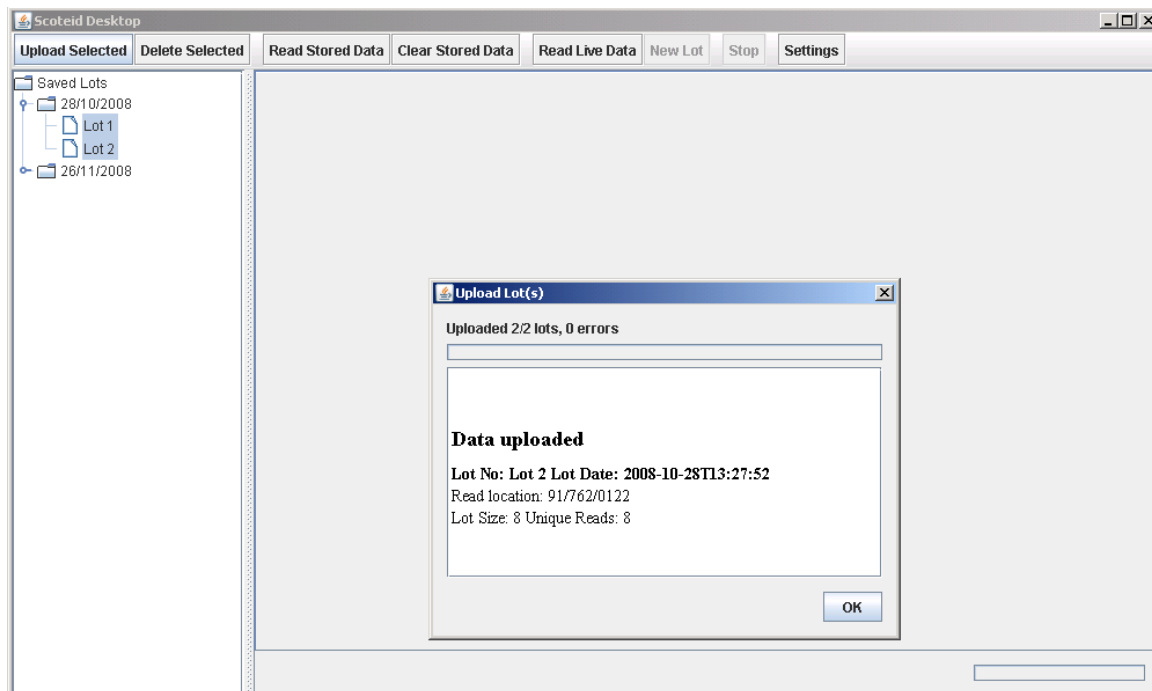 Scoteid Desktop
Upload Selected Delete Selected Read Stored Data Clear Stored Data Read Live Data New Lot Stop Settings
Saved Lots
28/10/2008
Lot 1
Lot 2
26/11/2008
Upload Lot(s)
Uploaded 2/2 lots, 0 errors
Data uploaded
Lot No: Lot 2 Lot Date: 2008-10-28T13:27:52
Read location: 91/762/0122
Lot Size: 8 Unique Reads: 8
OK